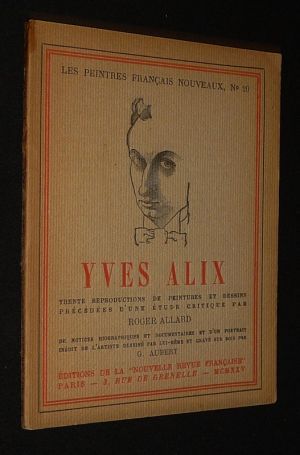 LES PEINTRES FRANÇAIS NOUVEAUX, Nº 20
YVES ALIX
TRENTE REPRODUCTIONS DE PEINTURES ET DESSINS
PRÉCÉDÉES D'UNE ÉTUDE CRITIQUE PAR
ROGER ALLARD
DE NOTICES BIOGRAPHIQUES ET DOCUMENTAIRES ET D'UN PORTRAIT
INÉDIT DE L'ARTISTE DESSINÉ PAR LUI-MÊME ET GRAVÉ SUR BOIS PAR
G. AUBERT
ÉDITIONS DE LA "NOUVELLE REVUE FRANÇAISE"
PARIS — 3, RUE DE GRENELLE — MCMXXV